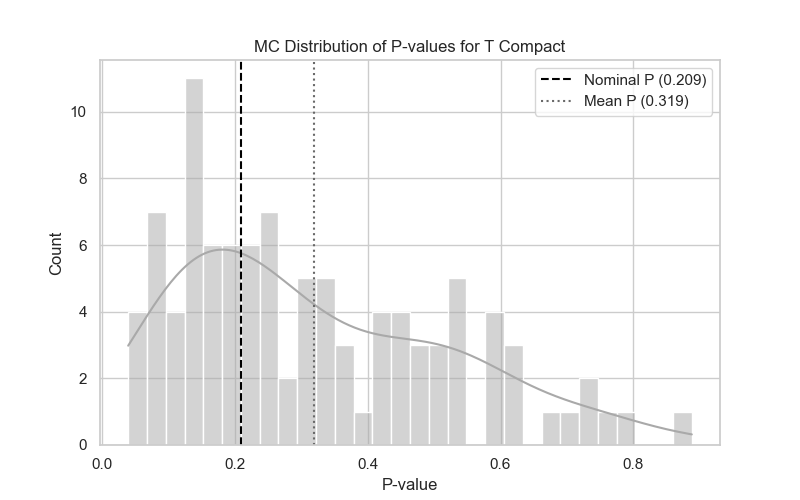 MC Distribution of P-values for T Compact
Nominal P (0.209)
Mean P (0.319)
Count
10
8
6
4
2
0
0.0 0.2 0.4 0.6 0.8
P-value